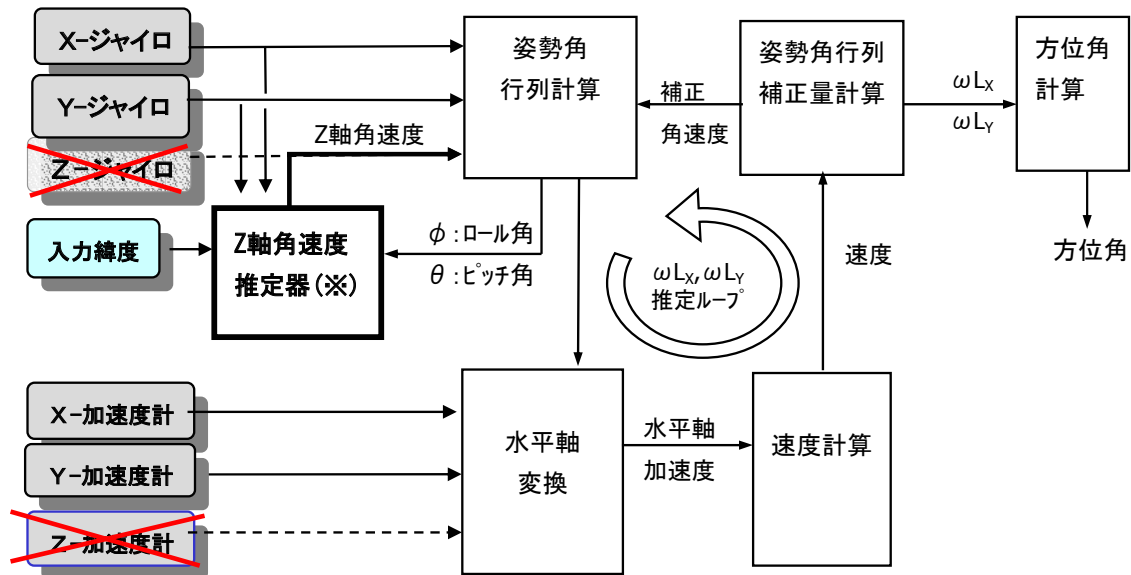 X-ジャイロ
Y-ジャイロ
Z-ジャイロ
入力緯度
Z軸角速度
Z軸角速度
推定器(※)
姿勢角
行列計算
補正
角速度
姿勢角行列
補正量計算
ωLX
ωLY
方位角
計算
方位角
φ:ロール角
θ:ピッチ角
ωLX,ωLY
推定ループ
速度
X-加速度計
Y-加速度計
Z-加速度計
水平軸
変換
水平軸
加速度
速度計算